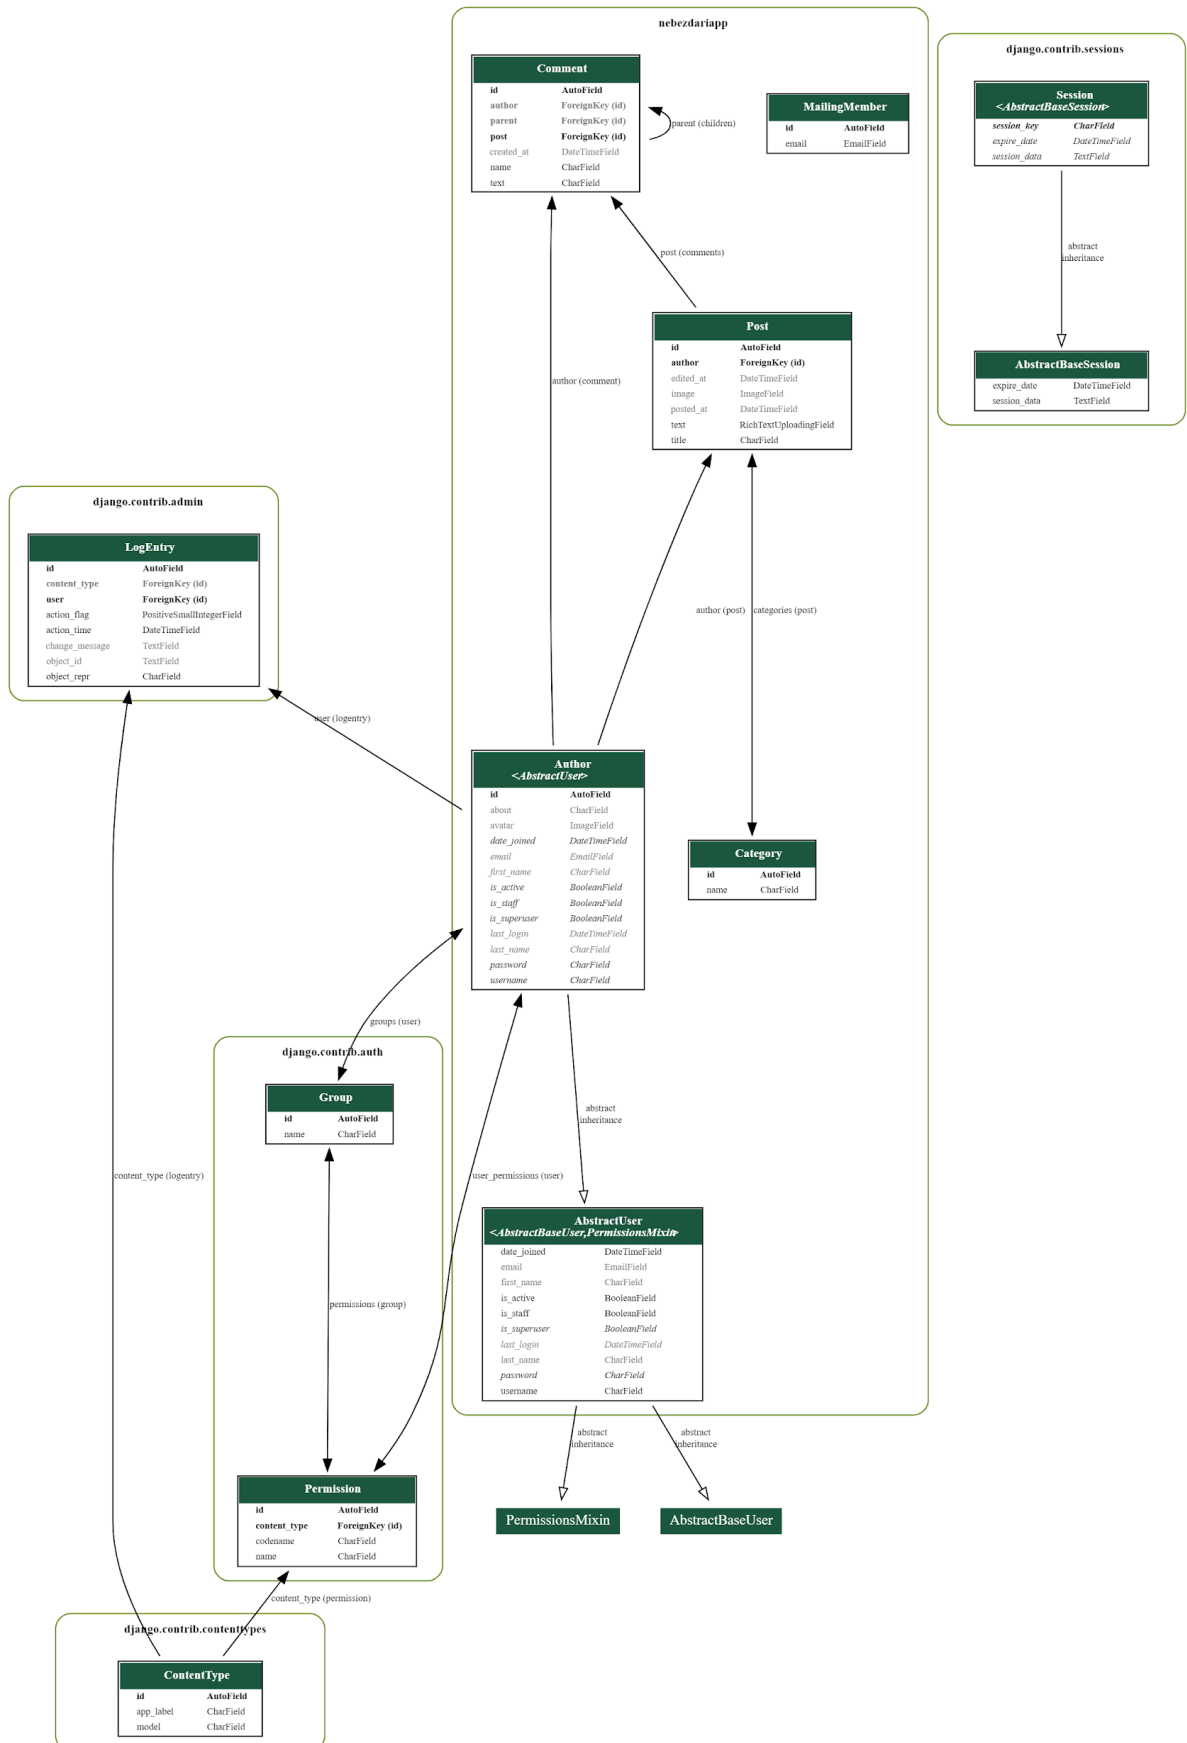 nebezdariapp
Comment
id AutoField
author ForeignKey (id)
parent ForeignKey (id)
post ForeignKey (id)
created_at DateTimeField
name CharField
text CharField
parent (children)
MailingMember
id AutoField
email EmailField
django.contrib.sessions
Session
<AbstractBaseSession>
session_key CharField
expire_date DateTimeField
session_data TextField
abstract
inheritance
AbstractBaseSession
expire_date DateTimeField
session_data TextField
post (comments)
Post
id AutoField
author ForeignKey (id)
edited_at DateTimeField
image ImageField
posted_at DateTimeField
text RichTextUploadingField
title CharField
author (comment)
django.contrib.admin
LogEntry
id AutoField
content_type ForeignKey (id)
user ForeignKey (id)
action_flag PositiveSmallIntegerField
action_time DateTimeField
change_message TextField
object_id TextField
object_repr CharField
author (post)
categories (post)
user (logentry)
Author
<AbstractUser>
id AutoField
about CharField
avatar ImageField
date_joined DateTimeField
email EmailField
first_name CharField
is_active BooleanField
is_staff BooleanField
is_superuser BooleanField
last_login DateTimeField
last_name CharField
password CharField
username CharField
Category
id AutoField
name CharField
groups (user)
django.contrib.auth
Group
id AutoField
name CharField
abstract
inheritance
content_type (logentry)
user_permissions (user)
AbstractUser
<AbstractBaseUser,PermissionsMixin>
date_joined DateTimeField
email EmailField
first_name CharField
is_active BooleanField
is_staff BooleanField
is_superuser BooleanField
last_login DateTimeField
last_name CharField
password CharField
username CharField
permissions (group)
abstract
inheritance
abstract
inheritance
Permission
id AutoField
content_type ForeignKey (id)
codename CharField
name CharField
PermissionsMixin
AbstractBaseUser
content_type (permission)
django.contrib.contenttypes
ContentType
id AutoField
app_label CharField
model CharField